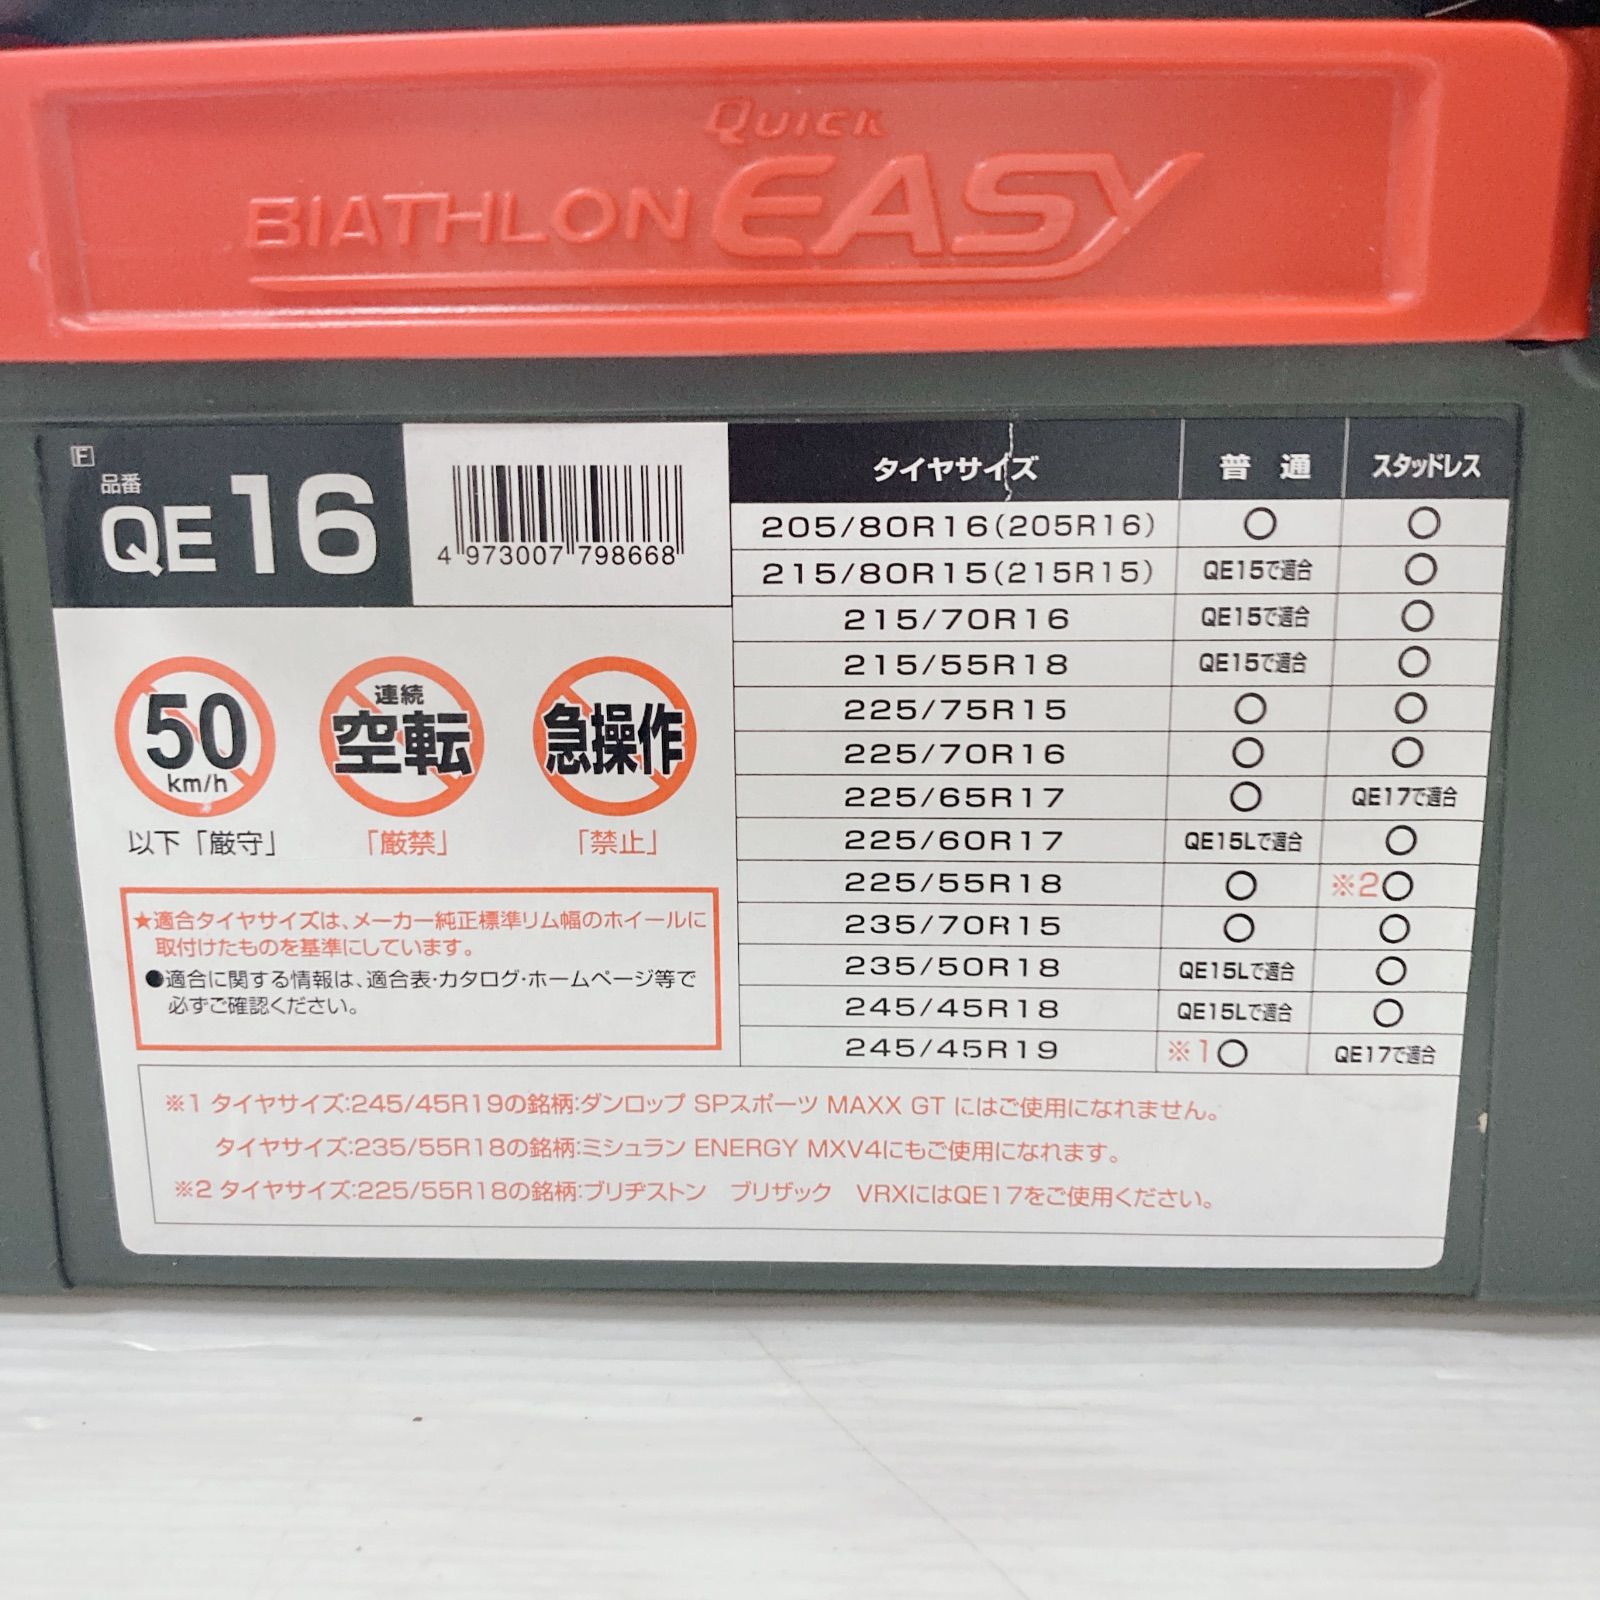 QUICK
BIATHLON EASY
F
品番
QE16
4 973007 798668
50
km/h
以下「厳守」
連続
空転
「厳禁」
急操作
「禁止」
★適合タイヤサイズは、メーカー純正標準リム幅のホイールに
取付けたものを基準にしています。
●適合に関する情報は、適合表・カタログ・ホームページ等で
必ずご確認ください。
タイヤサイズ 普通 スタッドレス
205/80R16(205R16) ○ ○
215/80R15(215R15) QE15で適合 ○
215/70R16 QE15で適合 ○
215/55R18 QE15で適合 ○
225/75R15 ○ ○
225/70R16 ○ ○
225/65R17 ○ QE17で適合
225/60R17 QE15Lで適合 ○
225/55R18 ○ ※2○
235/70R15 ○ ○
235/50R18 QE15Lで適合 ○
245/45R18 QE15Lで適合 ○
245/45R19 ※1○ QE17で適合
※1 タイヤサイズ:245/45R19の銘柄:ダンロップ SPスポーツ MAXX GT にはご使用になれません。
タイヤサイズ:235/55R18の銘柄:ミシュラン ENERGY MXV4にもご使用になれます。
※2 タイヤサイズ:225/55R18の銘柄:ブリヂストン ブリザック VRXにはQE17をご使用ください。